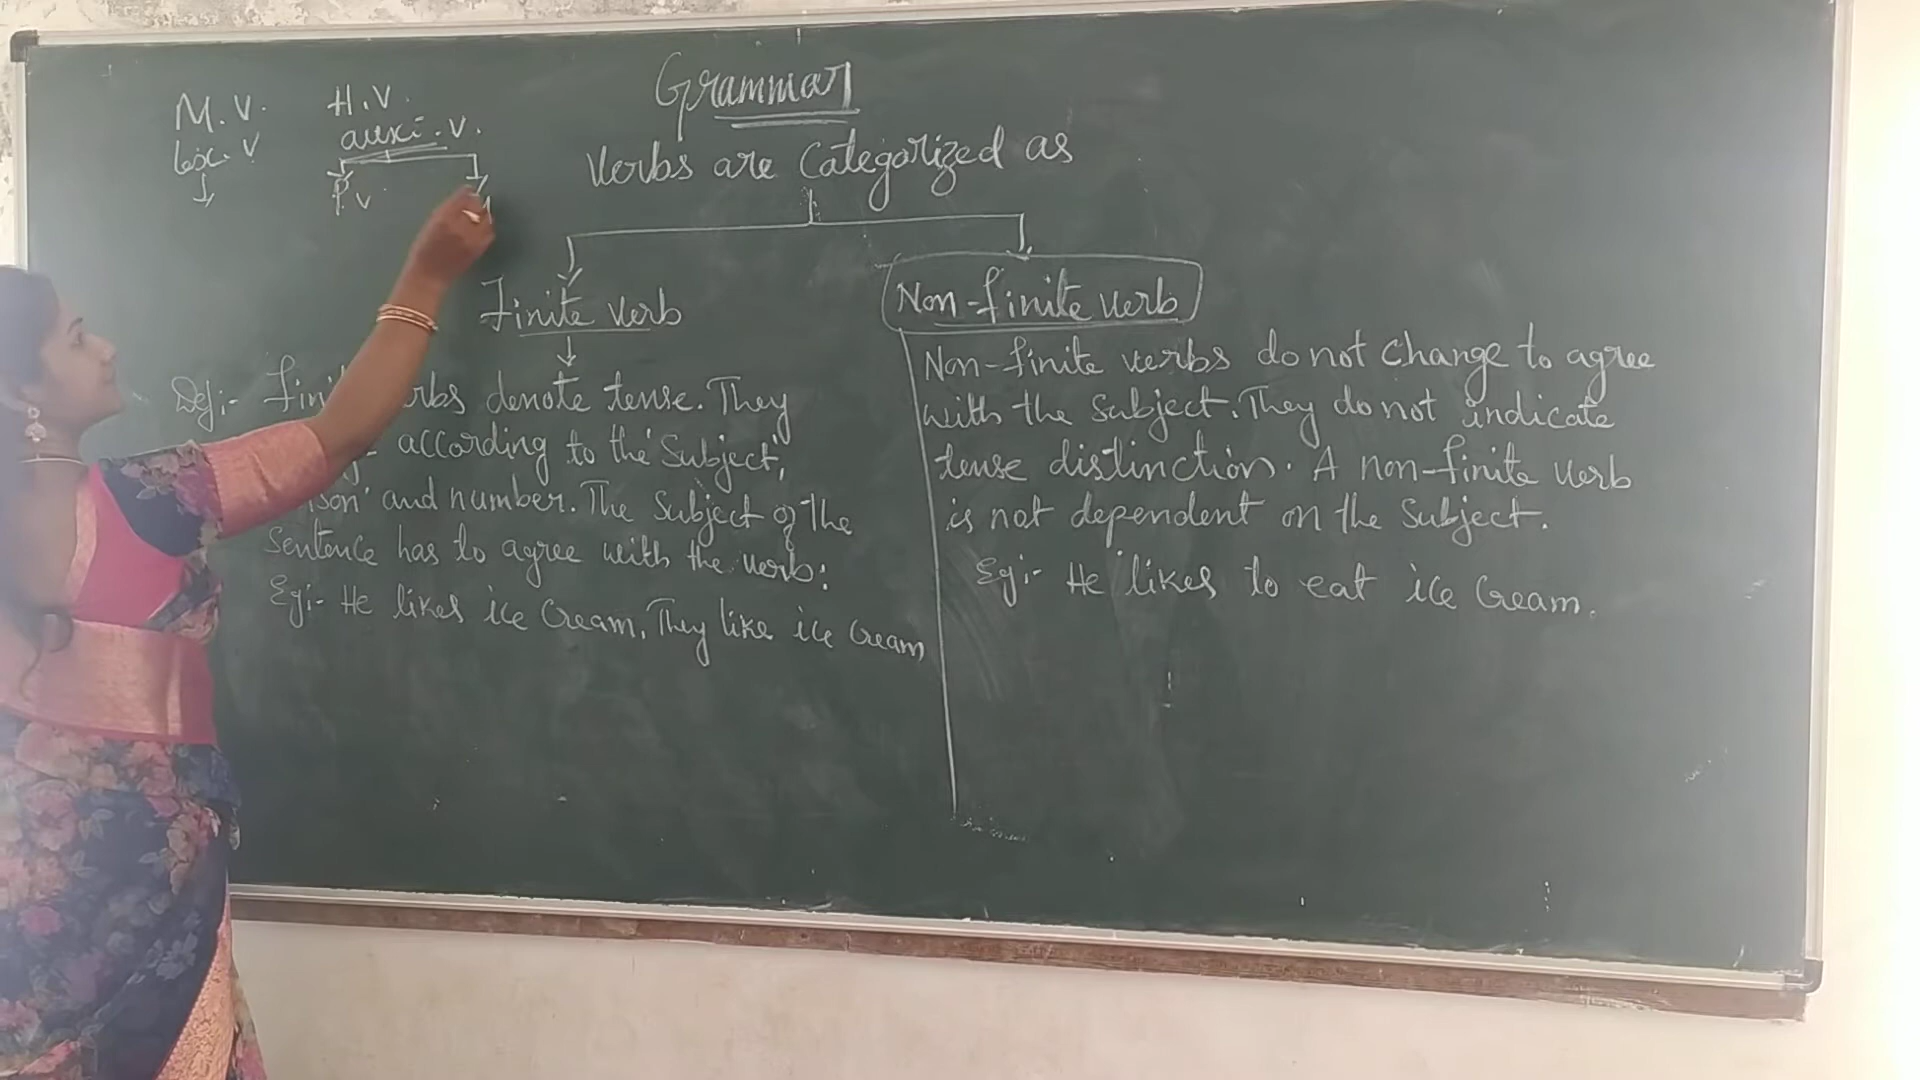 Grammar
M.V. H.V.
lexi. V auxi.V.
P.V
Verbs are Categorized as
Finite verb
Non-finite verb
Def:- verbs denote tense. They
according to the 'Subject',
and number. The Subject of the
Sentence has to agree with the verb:
Eg:- He likes ice Cream. They like ice Cream
Non-finite verbs do not change to agree
with the Subject. They do not indicate
tense distinction. A non-finite verb
is not dependent on the Subject.
Eg:- He likes to eat ice Cream.